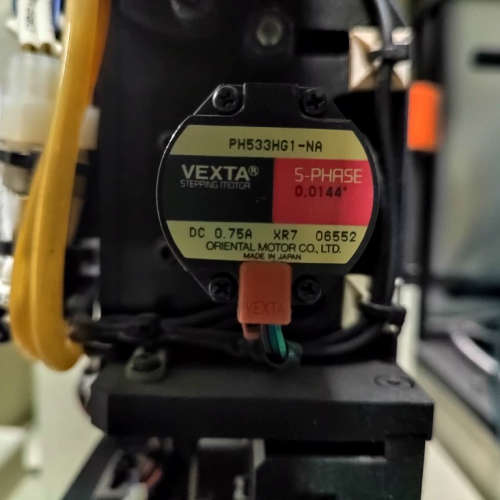 PH533HG1-NA
VEXTA®
STEPPING MOTOR
5-PHASE
0.0144°
DC 0.75A XR7 06552
ORIENTAL MOTOR CO., LTD.
MADE IN JAPAN
VEXTA